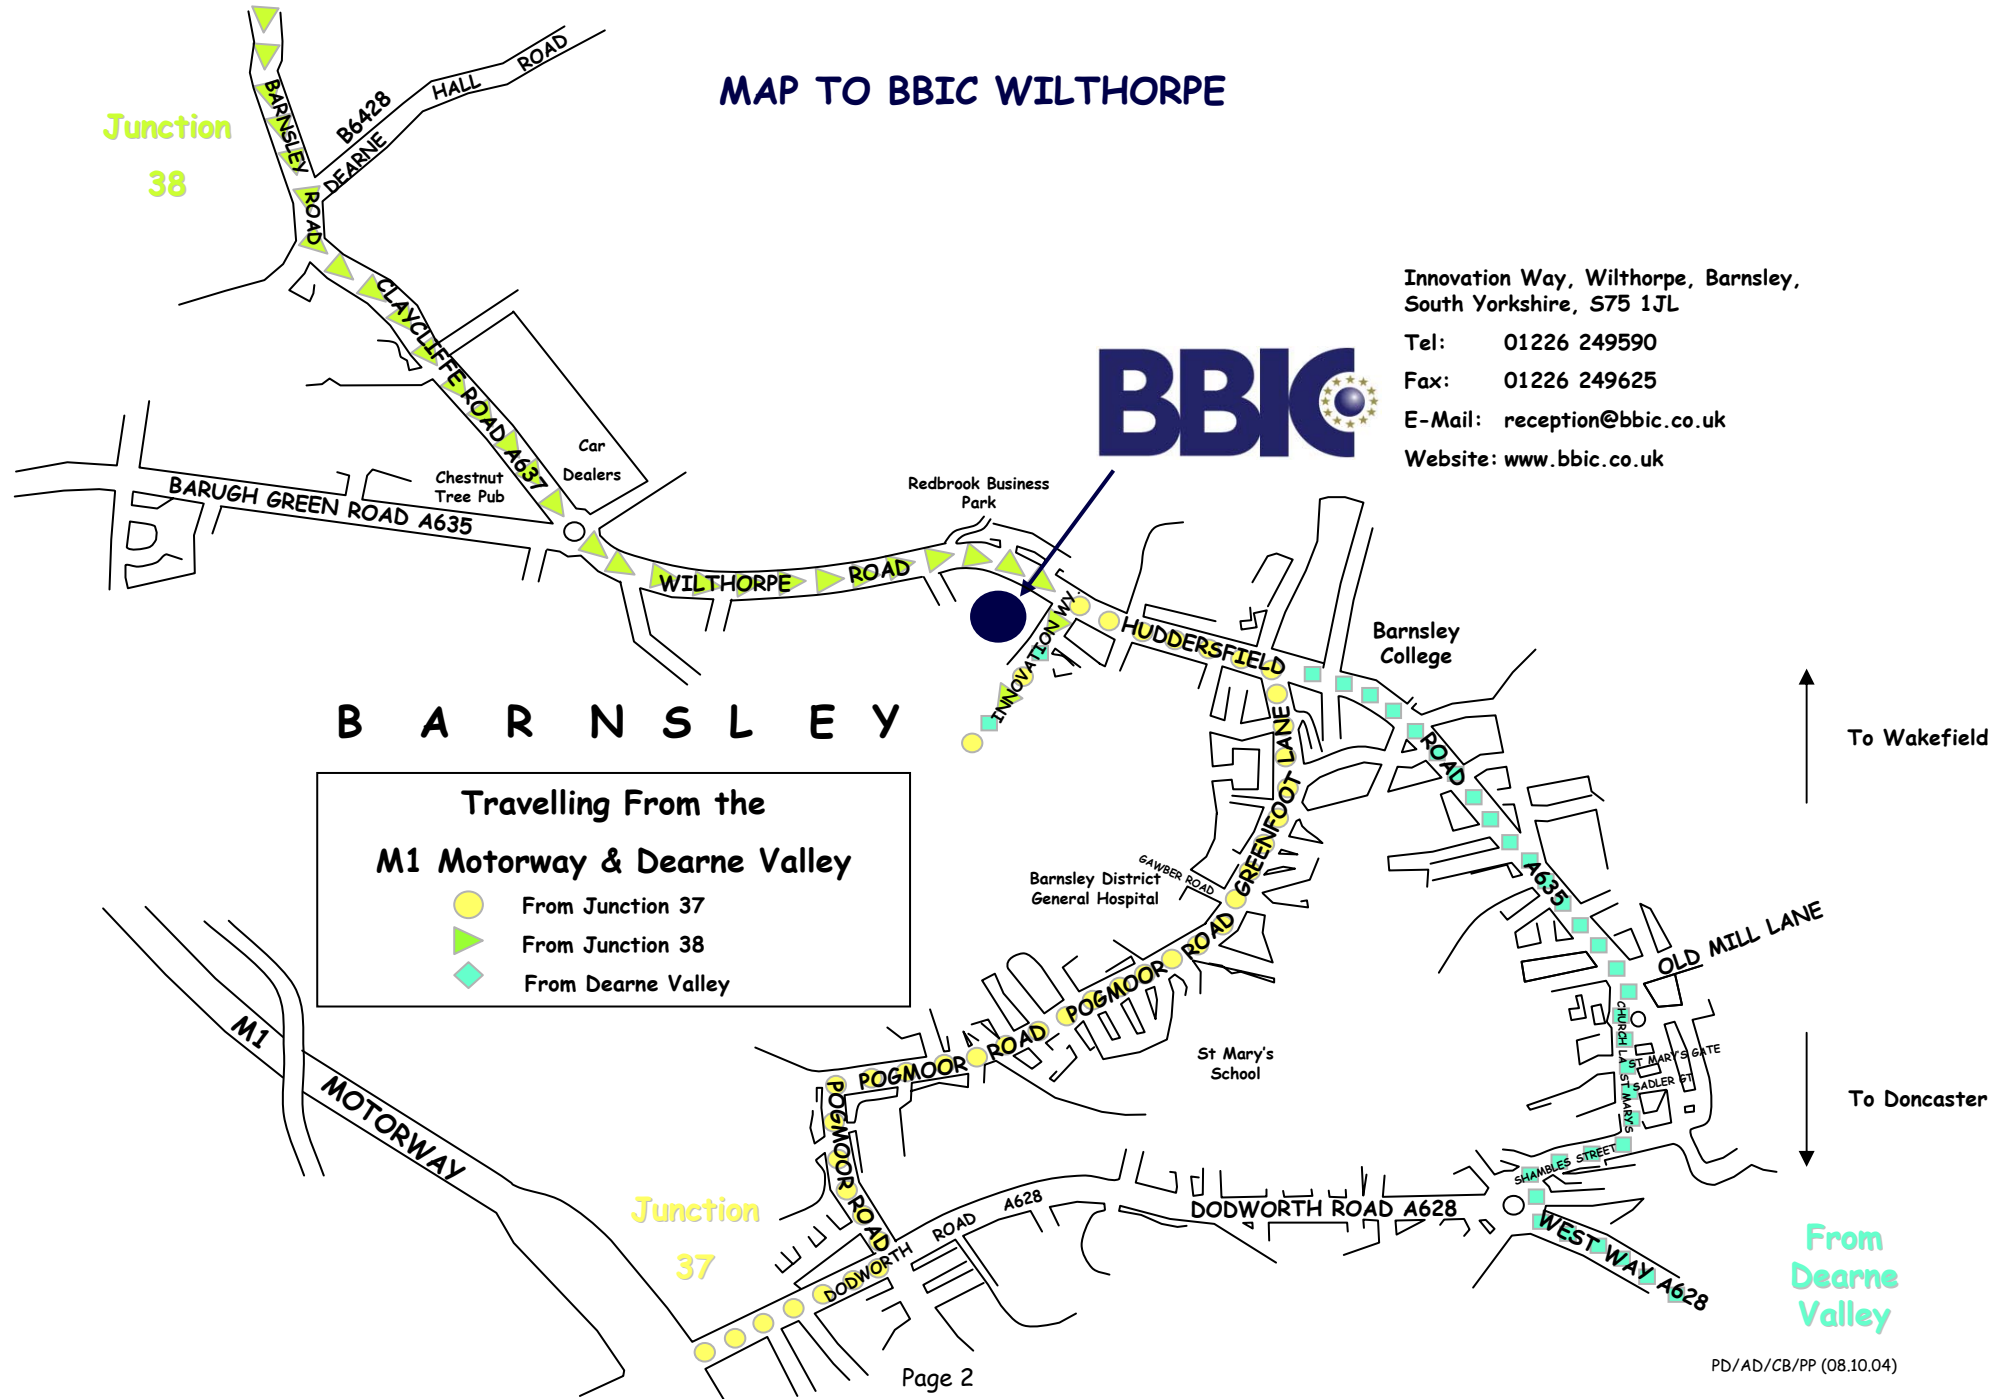 MAP TO BBIC WILTHORPE
Junction
38
BARNSLEY
ROAD
B6428
DEARNE
HALL
ROAD
CLAYCLIFFE ROAD A637
Car
Dealers
Chestnut
Tree Pub
BARUGH GREEN ROAD A635
WILTHORPE
ROAD
Redbrook Business
Park
BBIC
Innovation Way, Wilthorpe, Barnsley,
South Yorkshire, S75 1JL
Tel: 01226 249590
Fax: 01226 249625
E-Mail: reception@bbic.co.uk
Website: www.bbic.co.uk
INNOVATION WY.
HUDDERSFIELD
ROAD
A635
Barnsley
College
To Wakefield
BARNSLEY
Travelling From the
M1 Motorway & Dearne Valley
From Junction 37
From Junction 38
From Dearne Valley
GREENFOOT LANE
GAWBER ROAD
Barnsley District
General Hospital
POGMOOR ROAD
POGMOOR ROAD
POGMOOR ROAD
OLD MILL LANE
CHURCH LA
ST MARY'S GATE
SADLER GT
ST MARY'S
St Mary's
School
To Doncaster
M1
MOTORWAY
Junction
37
DODWORTH ROAD A628
DODWORTH ROAD A628
SHAMBLES STREET
WEST WAY A628
From
Dearne
Valley
PD/AD/CB/PP (08.10.04)
Page 2